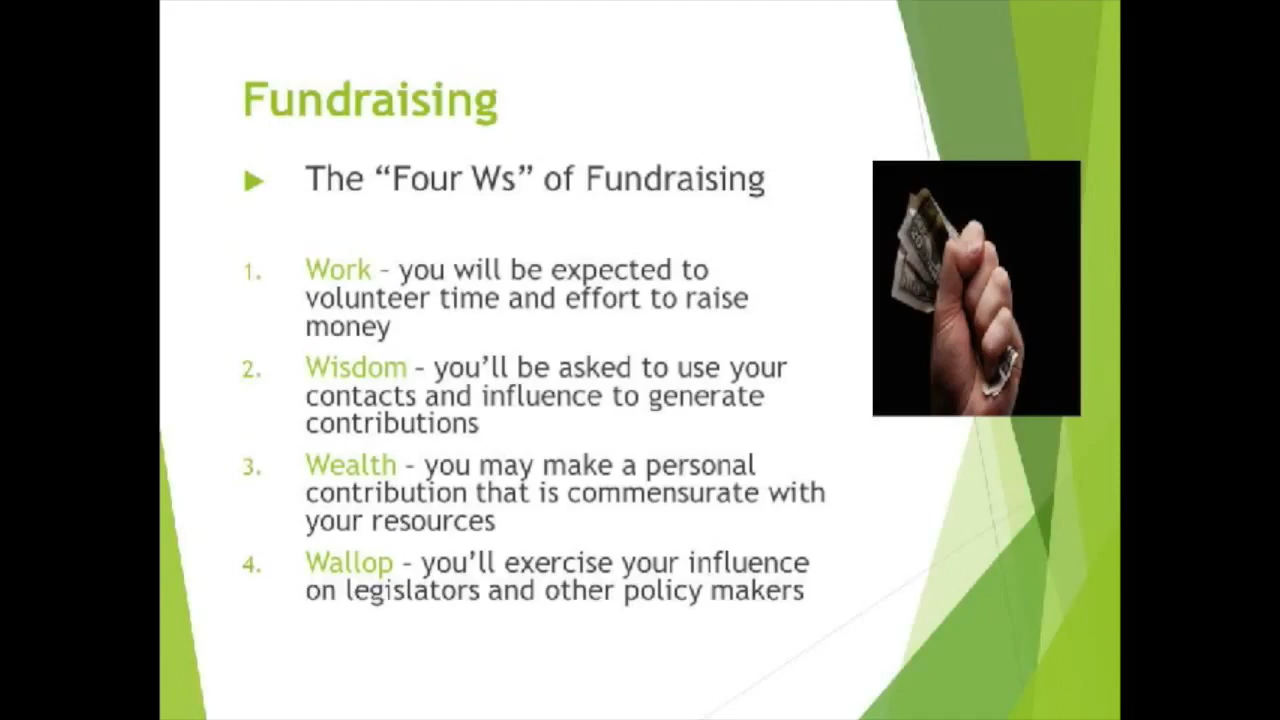 Fundraising
The “Four Ws” of Fundraising
1. Work – you will be expected to
volunteer time and effort to raise
money
2. Wisdom – you’ll be asked to use your
contacts and influence to generate
contributions
3. Wealth – you may make a personal
contribution that is commensurate with
your resources
4. Wallop – you’ll exercise your influence
on legislators and other policy makers